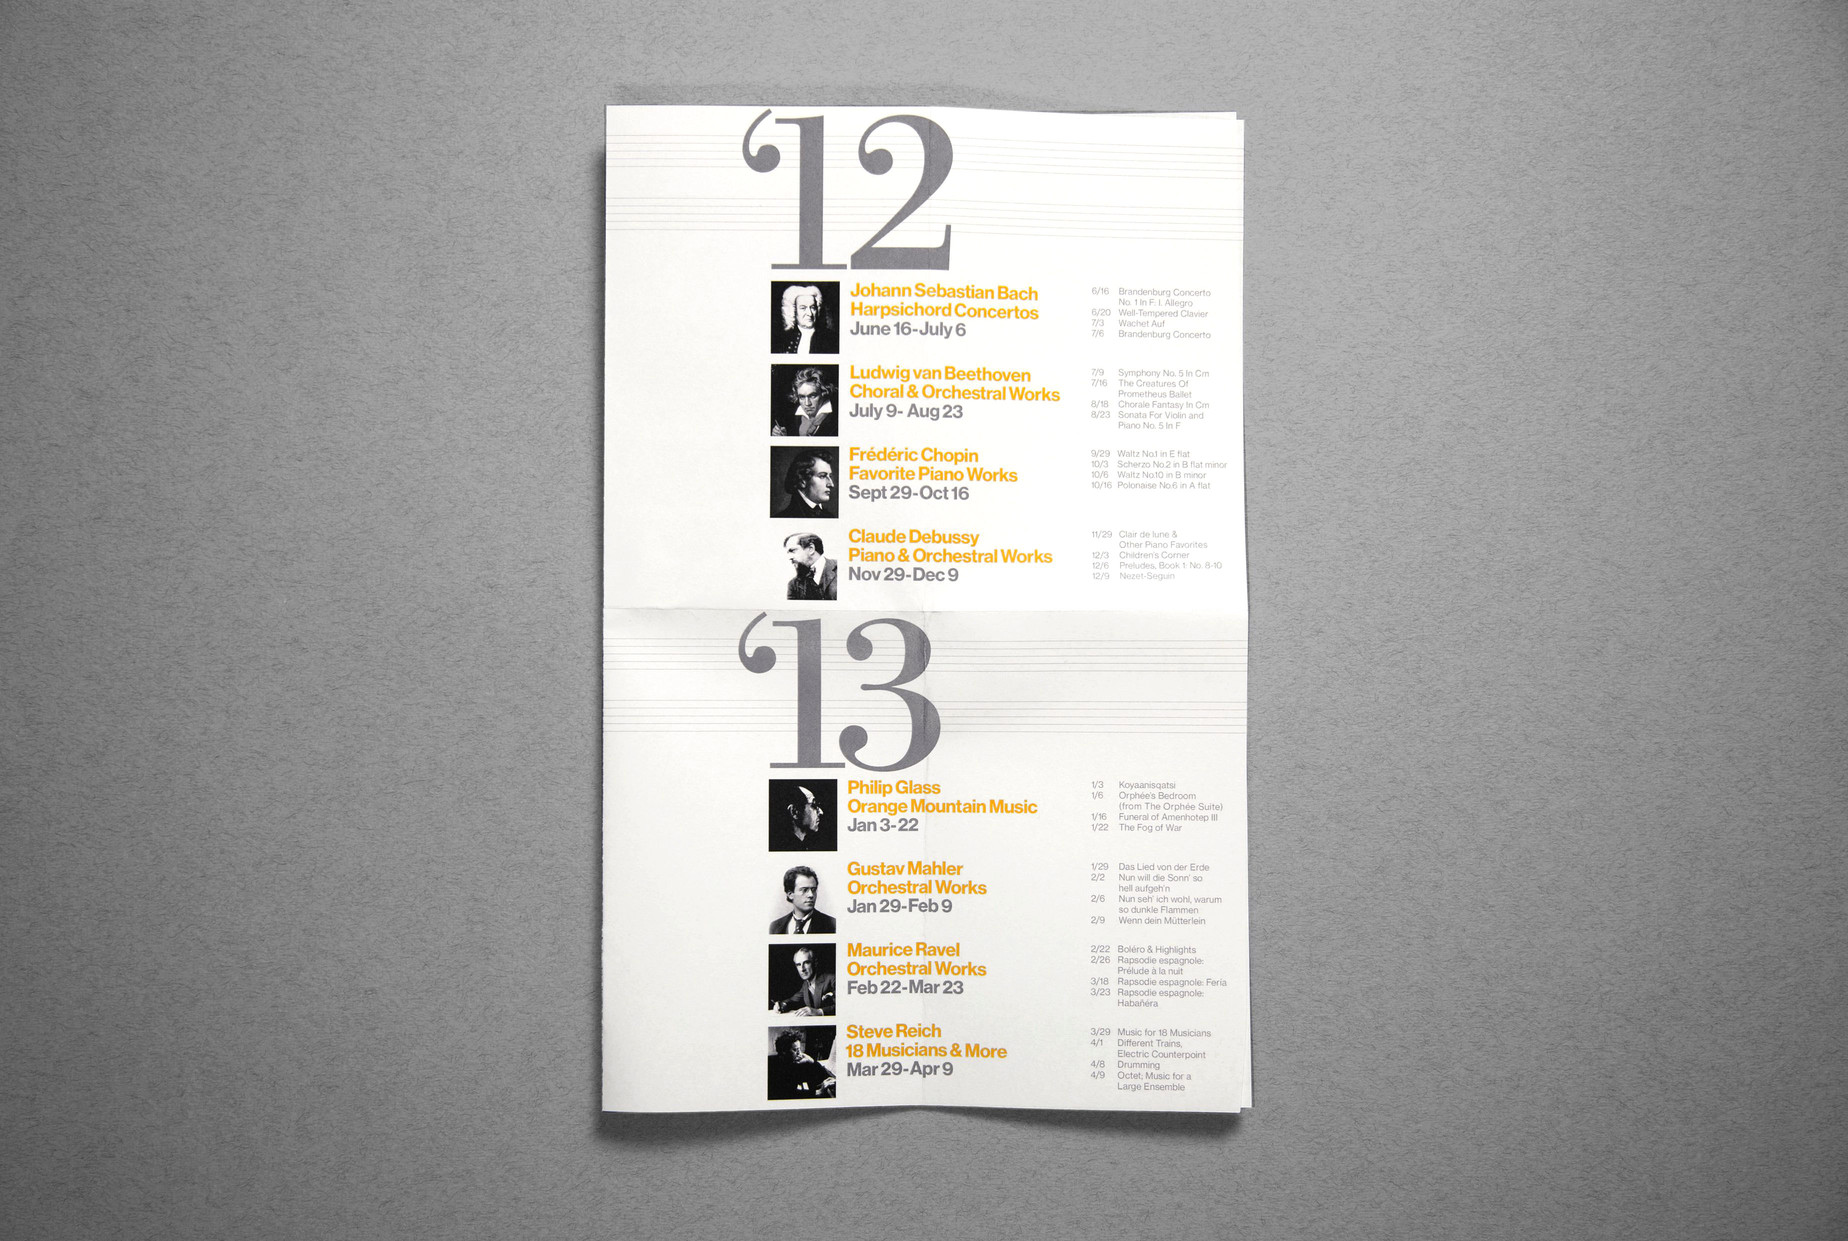 ‘12
Johann Sebastian Bach
Harpsichord Concertos
June 16-July 6
6/16 Brandenburg Concerto
No. 1 In F: I. Allegro
6/20 Well-Tempered Clavier
7/3 Wachet Auf
7/6 Brandenburg Concerto
Ludwig van Beethoven
Choral & Orchestral Works
July 9- Aug 23
7/9 Symphony No. 5 In Cm
7/16 The Creatures Of
Prometheus Ballet
8/18 Chorale Fantasy In Cm
8/23 Sonata For Violin and
Piano No. 5 In F
Frédéric Chopin
Favorite Piano Works
Sept 29-Oct 16
9/29 Waltz No.1 in E flat
10/3 Scherzo No.2 in B flat minor
10/6 Waltz No.10 in B minor
10/16 Polonaise No.6 in A flat
Claude Debussy
Piano & Orchestral Works
Nov 29-Dec 9
11/29 Clair de lune &
Other Piano Favorites
12/3 Children's Corner
12/6 Preludes, Book 1: No. 8-10
12/9 Nezet-Seguin
‘13
Philip Glass
Orange Mountain Music
Jan 3-22
1/3 Koyaanisqatsi
1/6 Orphée's Bedroom
(from The Orphée Suite)
1/16 Funeral of Amenhotep III
1/22 The Fog of War
Gustav Mahler
Orchestral Works
Jan 29-Feb 9
1/29 Das Lied von der Erde
2/2 Nun will die Sonn' so
hell aufgeh'n
2/6 Nun seh' ich wohl, warum
so dunkle Flammen
2/9 Wenn dein Mütterlein
Maurice Ravel
Orchestral Works
Feb 22-Mar 23
2/22 Boléro & Highlights
2/26 Rapsodie espagnole:
Prélude à la nuit
3/18 Rapsodie espagnole: Feria
3/23 Rapsodie espagnole:
Habañéra
Steve Reich
18 Musicians & More
Mar 29-Apr 9
3/29 Music for 18 Musicians
4/1 Different Trains,
Electric Counterpoint
4/8 Drumming
4/9 Octet; Music for a
Large Ensemble